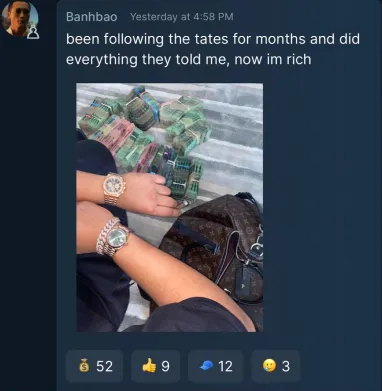 Banhbao Yesterday at 4:58 PM
been following the tates for months and did
everything they told me, now im rich
52 9 12 3